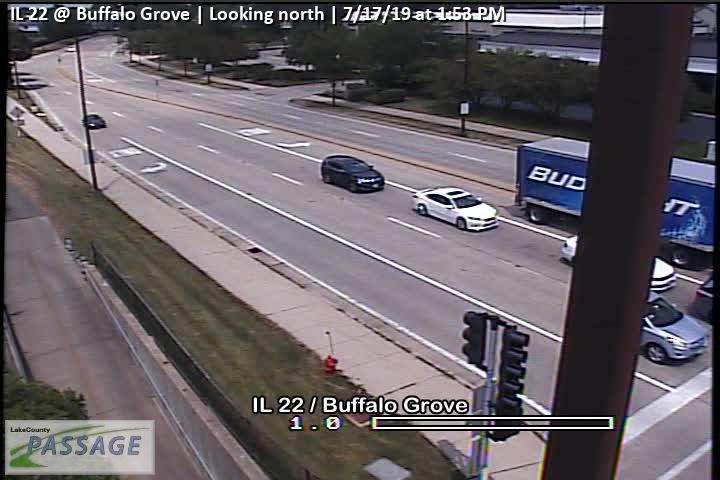 IL 22 @ Buffalo Grove | Looking north | 7/17/19 at 1:53 PM
BUD
HT
IL 22 / Buffalo Grove
1.0
LakeCounty
PASSAGE